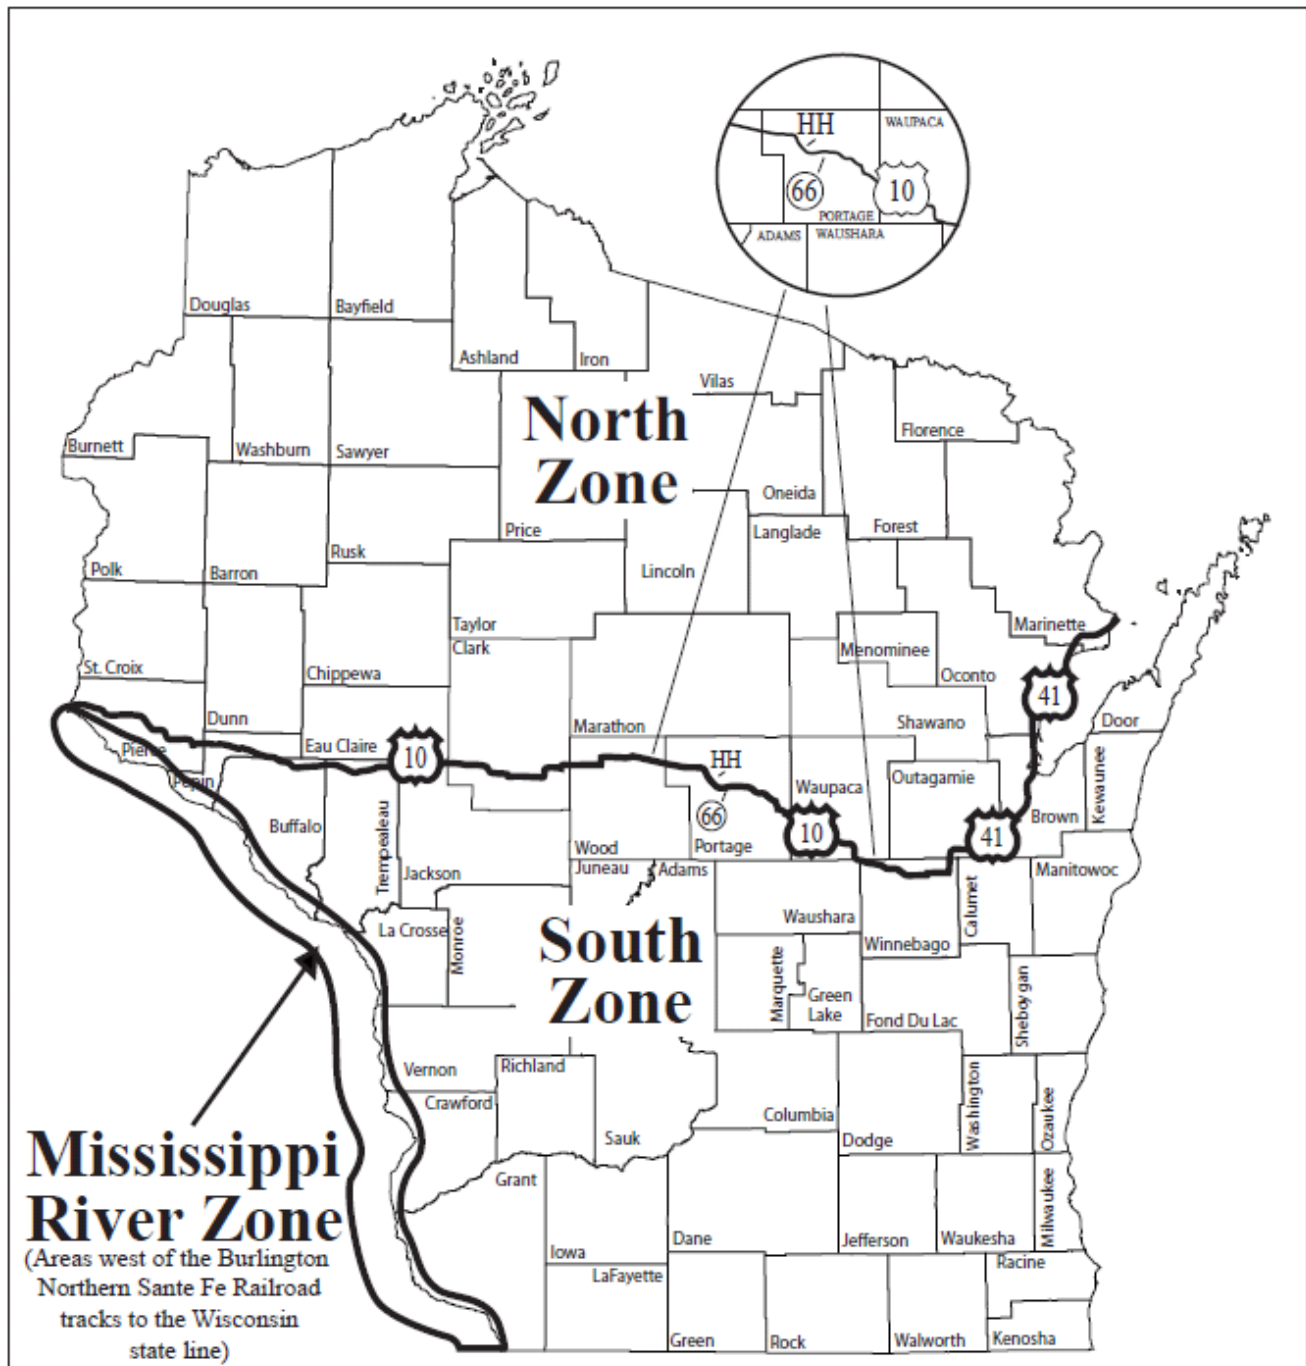 HH
WAUPACA
66
10
PORTAGE
ADAMS
WAUSHARA
Douglas
Bayfield
Ashland
Iron
Vilas
North
Zone
Florence
Burnett
Washburn
Sawyer
Oneida
Price
Langlade
Forest
Rusk
Polk
Barron
Lincoln
Taylor
Marinette
Clark
Menominee
St. Croix
Chippewa
Oconto
41
Dunn
Marathon
Shawano
Door
Pierce
Eau Claire
10
HH
Pepin
Waupaca
Outagamie
Kewaunee
66
Buffalo
10
41
Brown
Trempealeau
Wood
Portage
Jackson
Juneau
Adams
Manitowoc
Calumet
La Crosse
Monroe
Waushara
Winnebago
South
Zone
Marquette
Green
Lake
Fond Du Lac
Sheboygan
Vernon
Richland
Crawford
Columbia
Washington
Ozaukee
Sauk
Dodge
Mississippi
River Zone
(Areas west of the Burlington
Northern Sante Fe Railroad
tracks to the Wisconsin
state line)
Grant
Milwaukee
Iowa
Dane
Jefferson
Waukesha
LaFayette
Racine
Green
Rock
Walworth
Kenosha